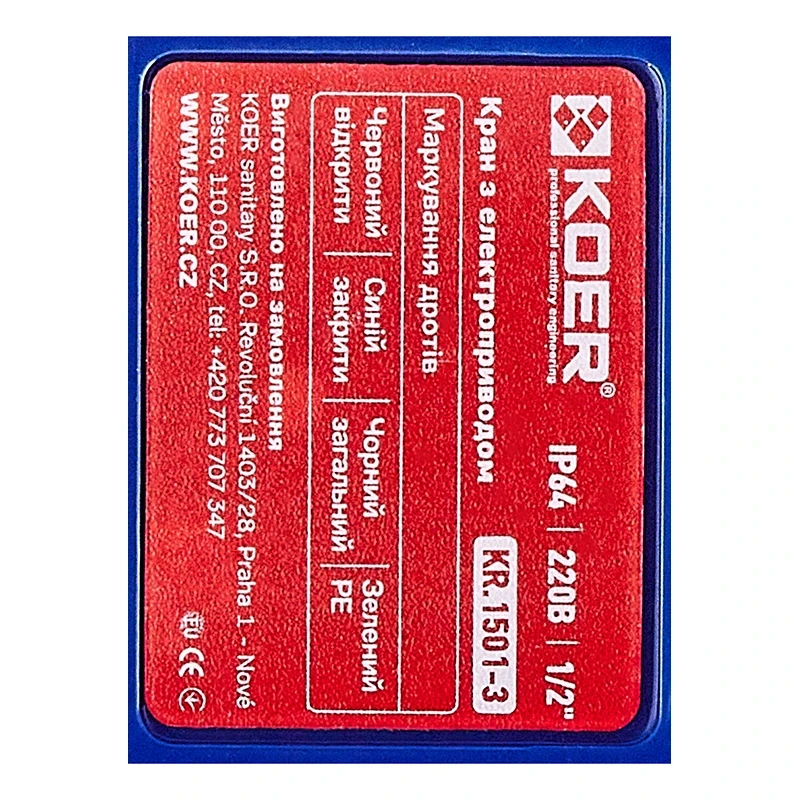 KOER®
professional sanitary engineering
IP64 | 220В | 1/2"
Кран з електроприводом
KR.1501-3
Маркування дротів
Червоний відкрити
Синій закрити
Чорний загальний
Зелений PE
Виготовлено на замовлення
KOER sanitary S.R.O. Revoluční 1403/28, Praha 1 - Nové
Město, 110 00, CZ, tel: +420 773 707 347
WWW.KOER.CZ
CE